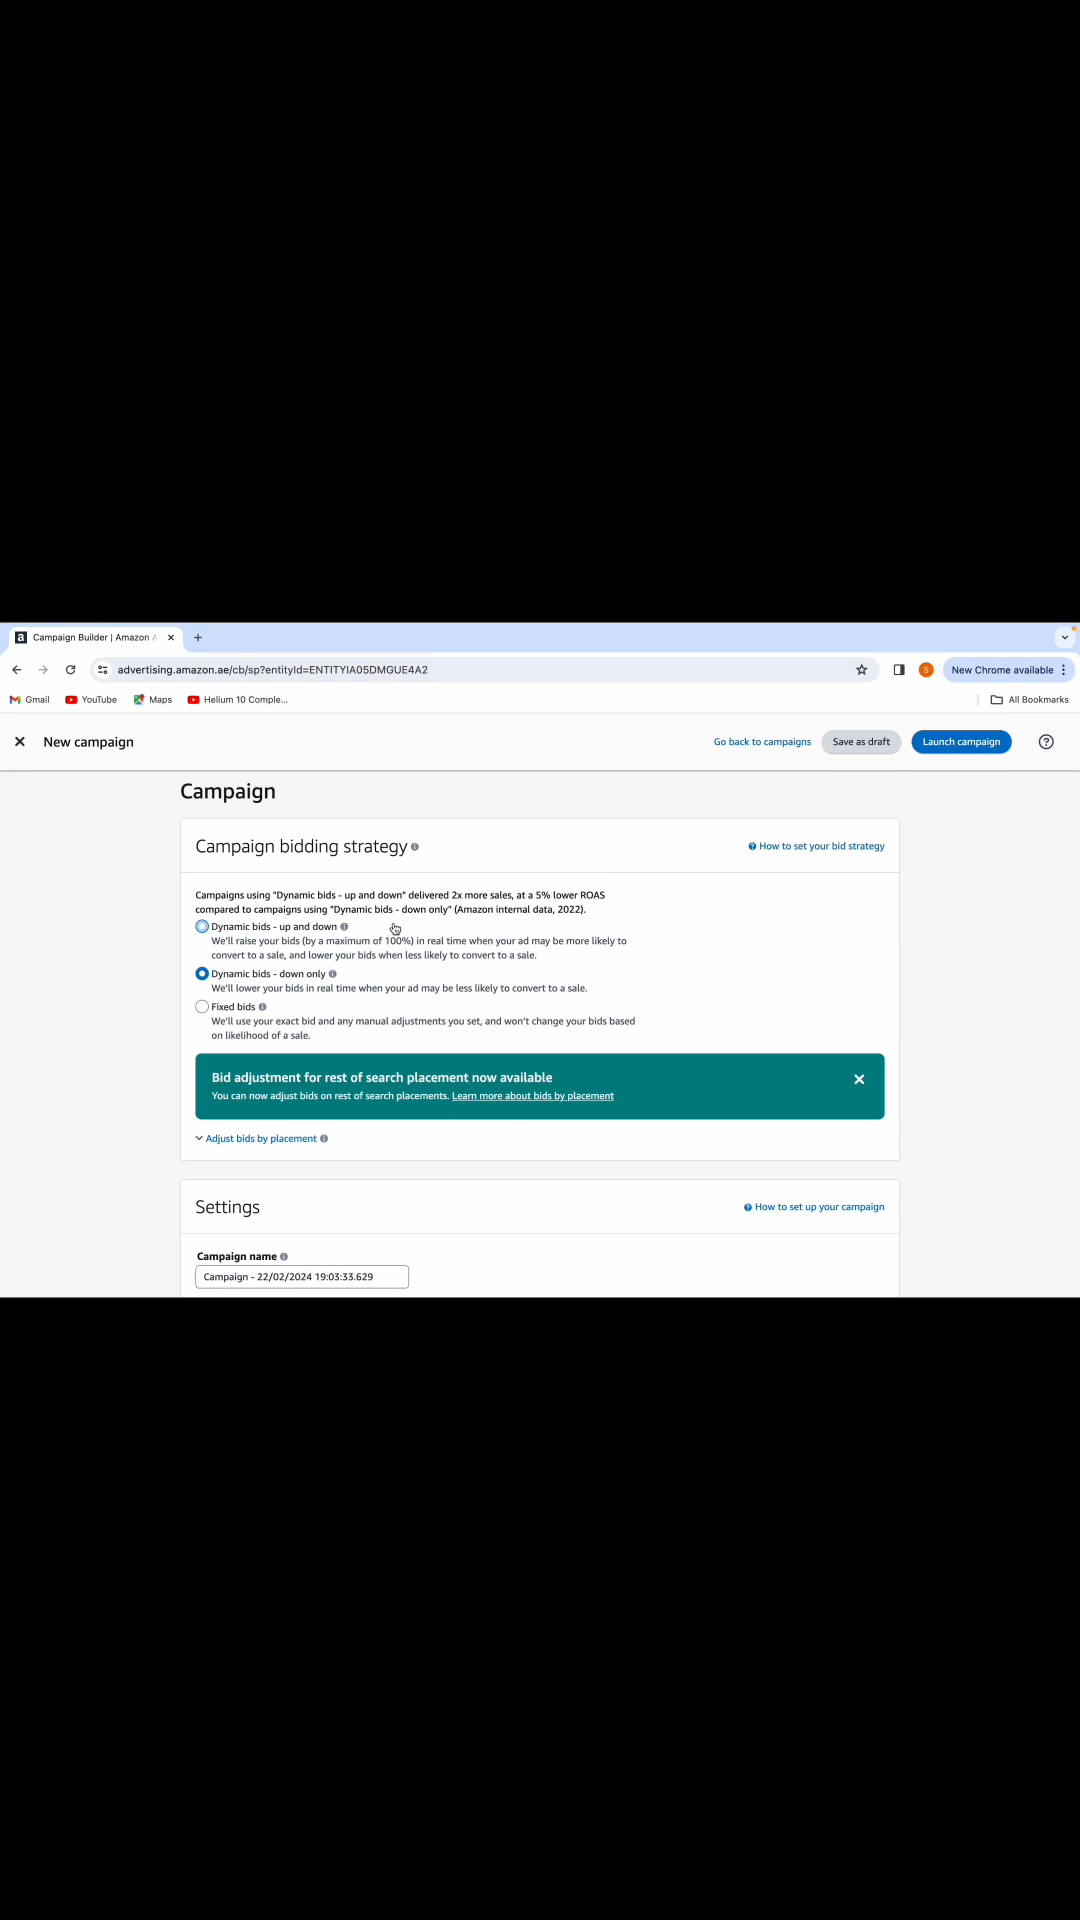 Campaign Builder | Amazon A
advertising.amazon.ae/cb/sp?entityId=ENTITYIA05DMGUE4A2
S
New Chrome available
Gmail
YouTube
Maps
Helium 10 Comple...
All Bookmarks
New campaign
Go back to campaigns
Save as draft
Launch campaign
Campaign
Campaign bidding strategy
How to set your bid strategy
Campaigns using "Dynamic bids - up and down" delivered 2x more sales, at a 5% lower ROAS
compared to campaigns using "Dynamic bids - down only" (Amazon internal data, 2022).
Dynamic bids - up and down
We'll raise your bids (by a maximum of 100%) in real time when your ad may be more likely to
convert to a sale, and lower your bids when less likely to convert to a sale.
Dynamic bids - down only
We'll lower your bids in real time when your ad may be less likely to convert to a sale.
Fixed bids
We'll use your exact bid and any manual adjustments you set, and won't change your bids based
on likelihood of a sale.
Bid adjustment for rest of search placement now available
You can now adjust bids on rest of search placements. Learn more about bids by placement
Adjust bids by placement
Settings
How to set up your campaign
Campaign name
Campaign - 22/02/2024 19:03:33.629